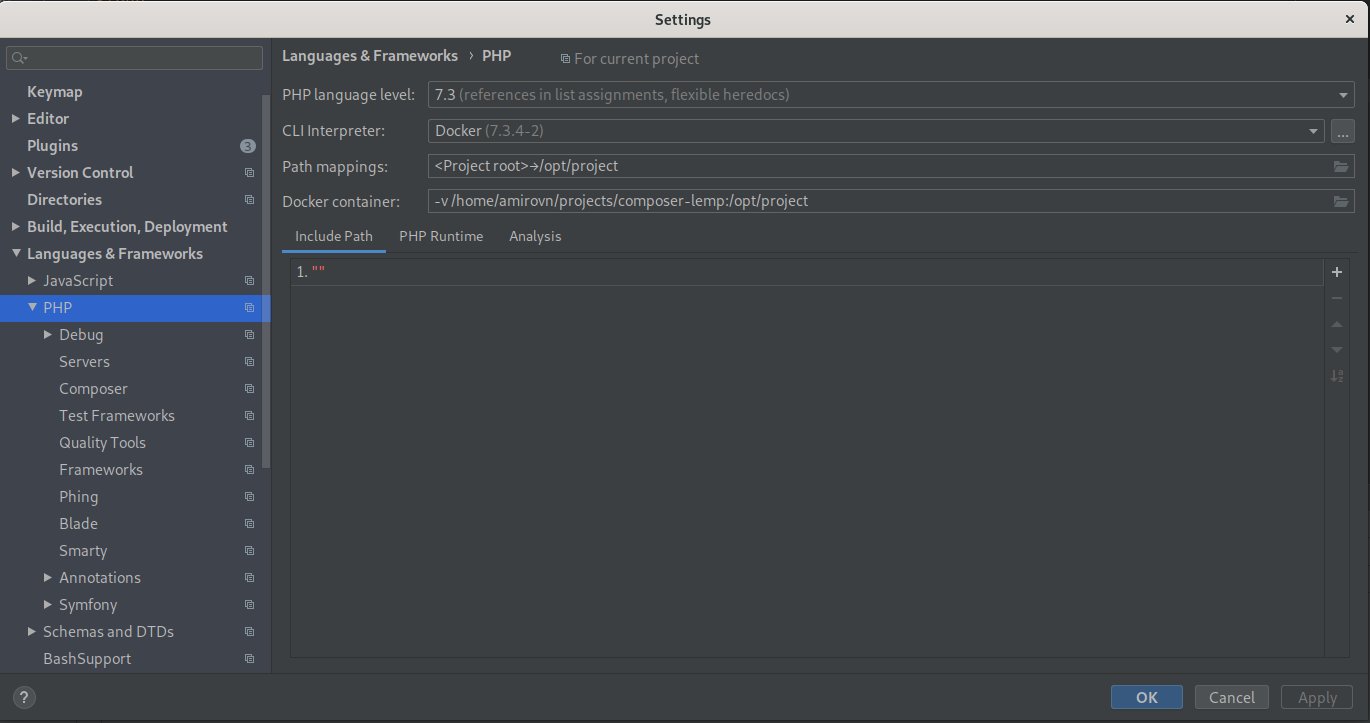 Settings
Keymap
Editor
Plugins 3
Version Control
Directories
Build, Execution, Deployment
Languages & Frameworks
JavaScript
PHP
Debug
Servers
Composer
Test Frameworks
Quality Tools
Frameworks
Phing
Blade
Smarty
Annotations
Symfony
Schemas and DTDs
BashSupport
Languages & Frameworks › PHP For current project
PHP language level: 7.3 (references in list assignments, flexible heredocs)
CLI Interpreter: Docker (7.3.4-2) ...
Path mappings: <Project root>→/opt/project
Docker container: -v /home/amirovn/projects/composer-lemp:/opt/project
Include Path PHP Runtime Analysis
1. ""
? OK Cancel Apply